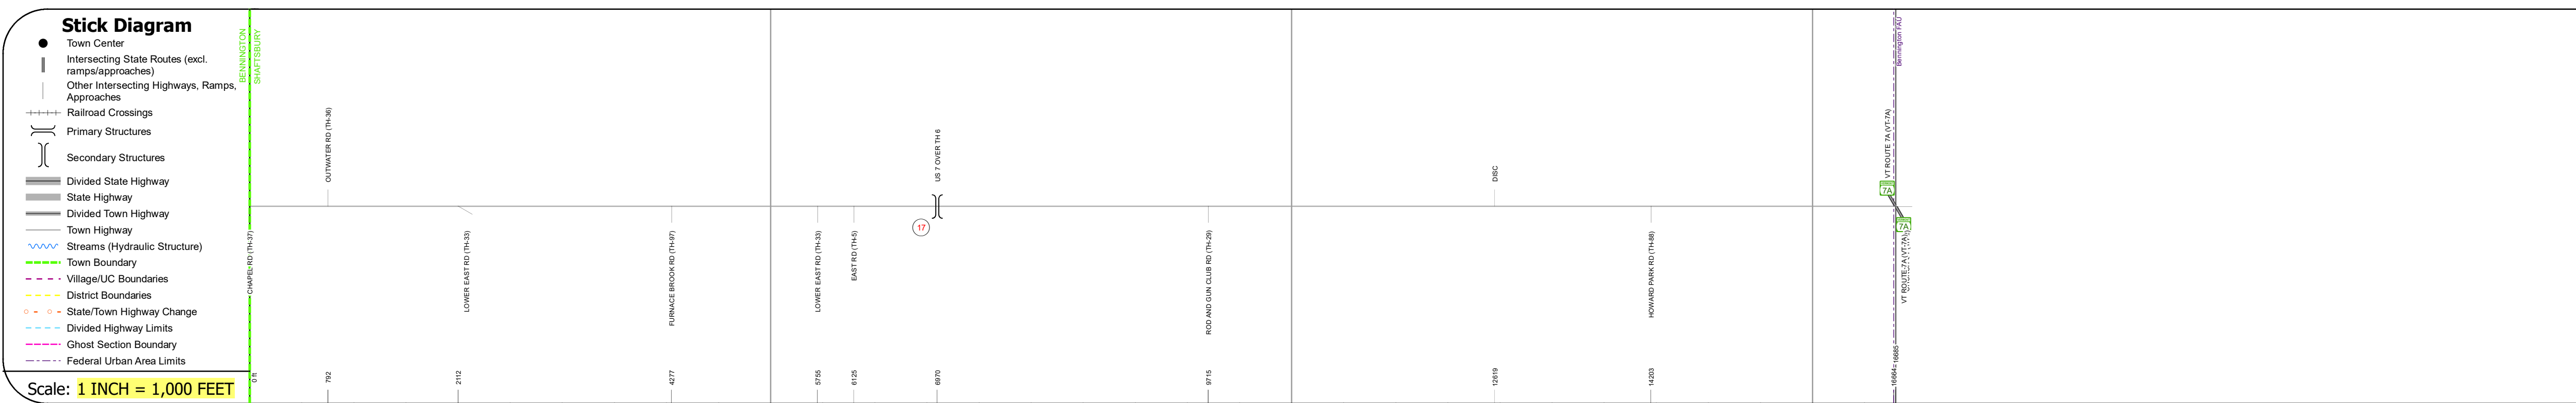 Stick Diagram
Town Center
Intersecting State Routes (excl.
ramps/approaches)
Other Intersecting Highways, Ramps,
Approaches
Railroad Crossings
Primary Structures
Secondary Structures
Divided State Highway
State Highway
Divided Town Highway
Town Highway
Streams (Hydraulic Structure)
Town Boundary
Village/UC Boundaries
District Boundaries
State/Town Highway Change
Divided Highway Limits
Ghost Section Boundary
Federal Urban Area Limits
Scale: 1 INCH = 1,000 FEET
BENNINGTON
SHAFTSBURY
CHAPEL RD (TH-37)
0 ft
OUTWATER RD (TH-36)
792
LOWER EAST RD (TH-33)
2112
FURNACE BROOK RD (TH-97)
4277
LOWER EAST RD (TH-33)
5755
EAST RD (TH-5)
6125
US 7 OVER TH 6
17
6970
ROD AND GUN CLUB RD (TH-29)
9715
DISC
12619
HOWARD PARK RD (TH-88)
14203
Bennington FAU
VT ROUTE 7A (VT-7A)
7A
7A
VT ROUTE 7A (VT-7A)
16664
16685